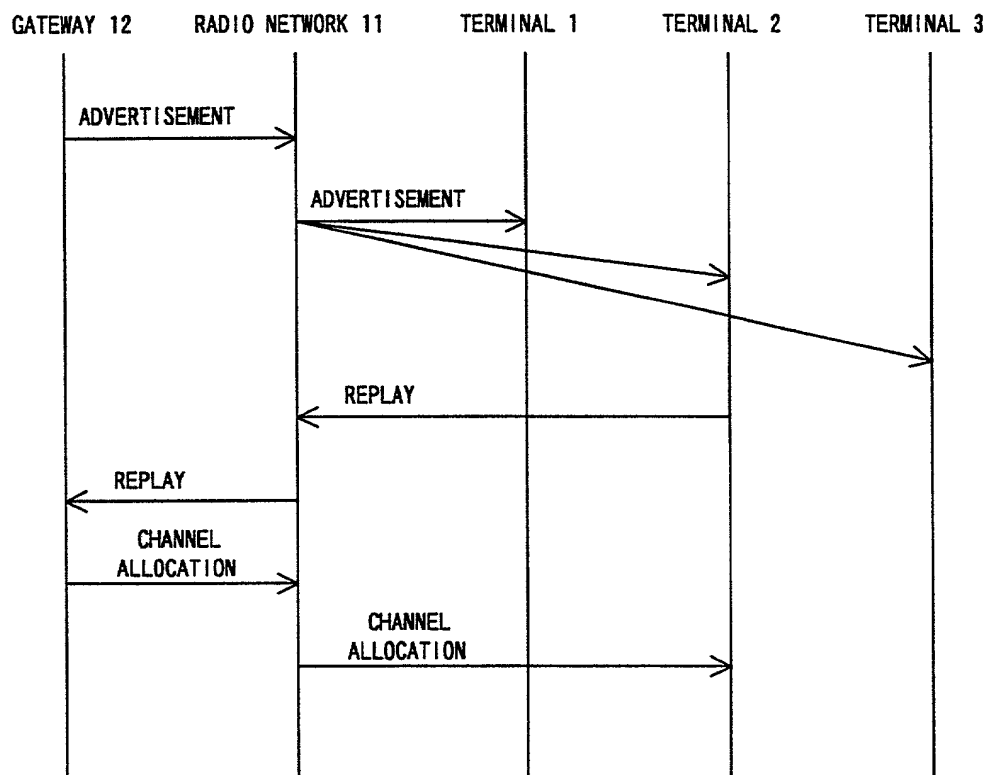 GATEWAY 12 RADIO NETWORK 11 TERMINAL 1 TERMINAL 2 TERMINAL 3
ADVERTISEMENT
ADVERTISEMENT
REPLAY
REPLAY
CHANNEL
ALLOCATION
CHANNEL
ALLOCATION